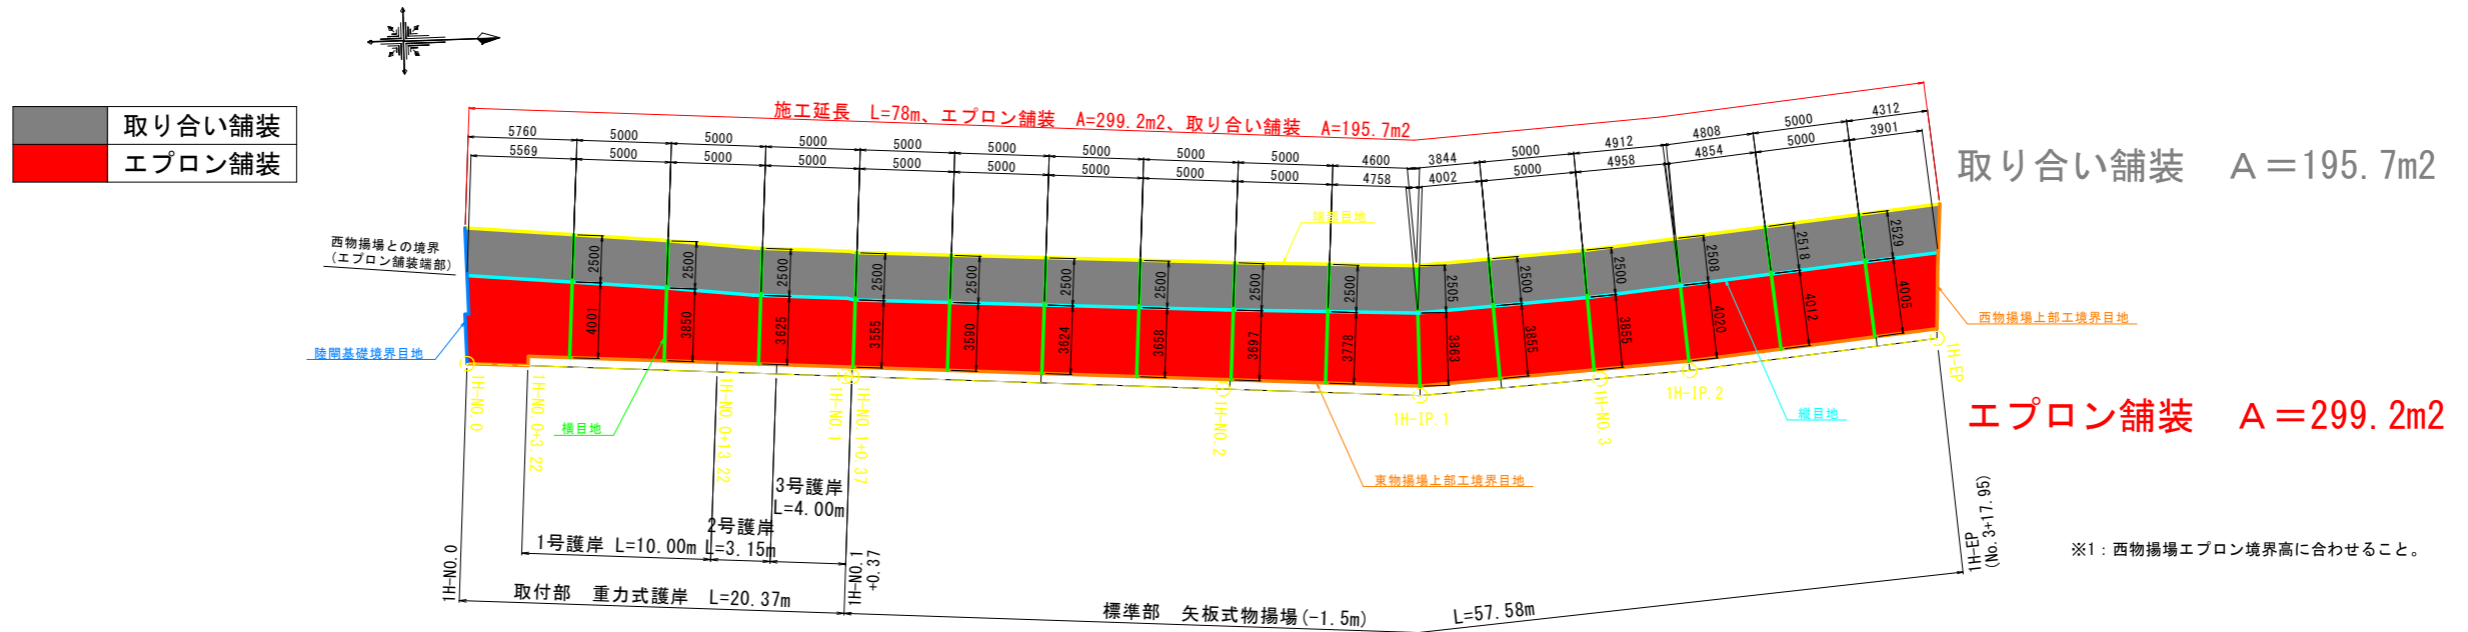 取り合い舗装
エプロン舗装
施工延長 L=78m、エプロン舗装 A=299.2m2、取り合い舗装 A=195.7m2
5760 5000 5000 5000 5000 5000 5000 5000 5000 4600 3844 5000 4912 4808 5000 4312
5569 5000 5000 5000 5000 5000 5000 5000 5000 4758 4002 5000 4958 4854 5000 3901
取り合い舗装 A=195.7m2
端部目地
西物揚場との境界
(エプロン舗装端部)
2500 2500 2500 2500 2500 2500 2500 2500 2500 2505 2500 2500 2508 2518 2529
4001 3850 3625 3555 3590 3624 3658 3697 3778 3863 3855 3855 4020 4012 4005
陸閘基礎境界目地
西物揚場上部工境界目地
1H-NO.0
1H-NO.0+3.22
横目地
1H-NO.0+13.22
1H-NO.1
1H-NO.1+0.37
1H-NO.2
1H-IP.1
1H-NO.3
1H-IP.2
1H-EP
縦目地
エプロン舗装 A=299.2m2
東物揚場上部工境界目地
3号護岸
L=4.00m
2号護岸
L=3.15m
1号護岸 L=10.00m
1H-NO.0
1H-NO.1
+0.37
1H-EP
(No.3+17.95)
※1:西物揚場エプロン境界高に合わせること。
取付部 重力式護岸 L=20.37m
標準部 矢板式物揚場(-1.5m) L=57.58m